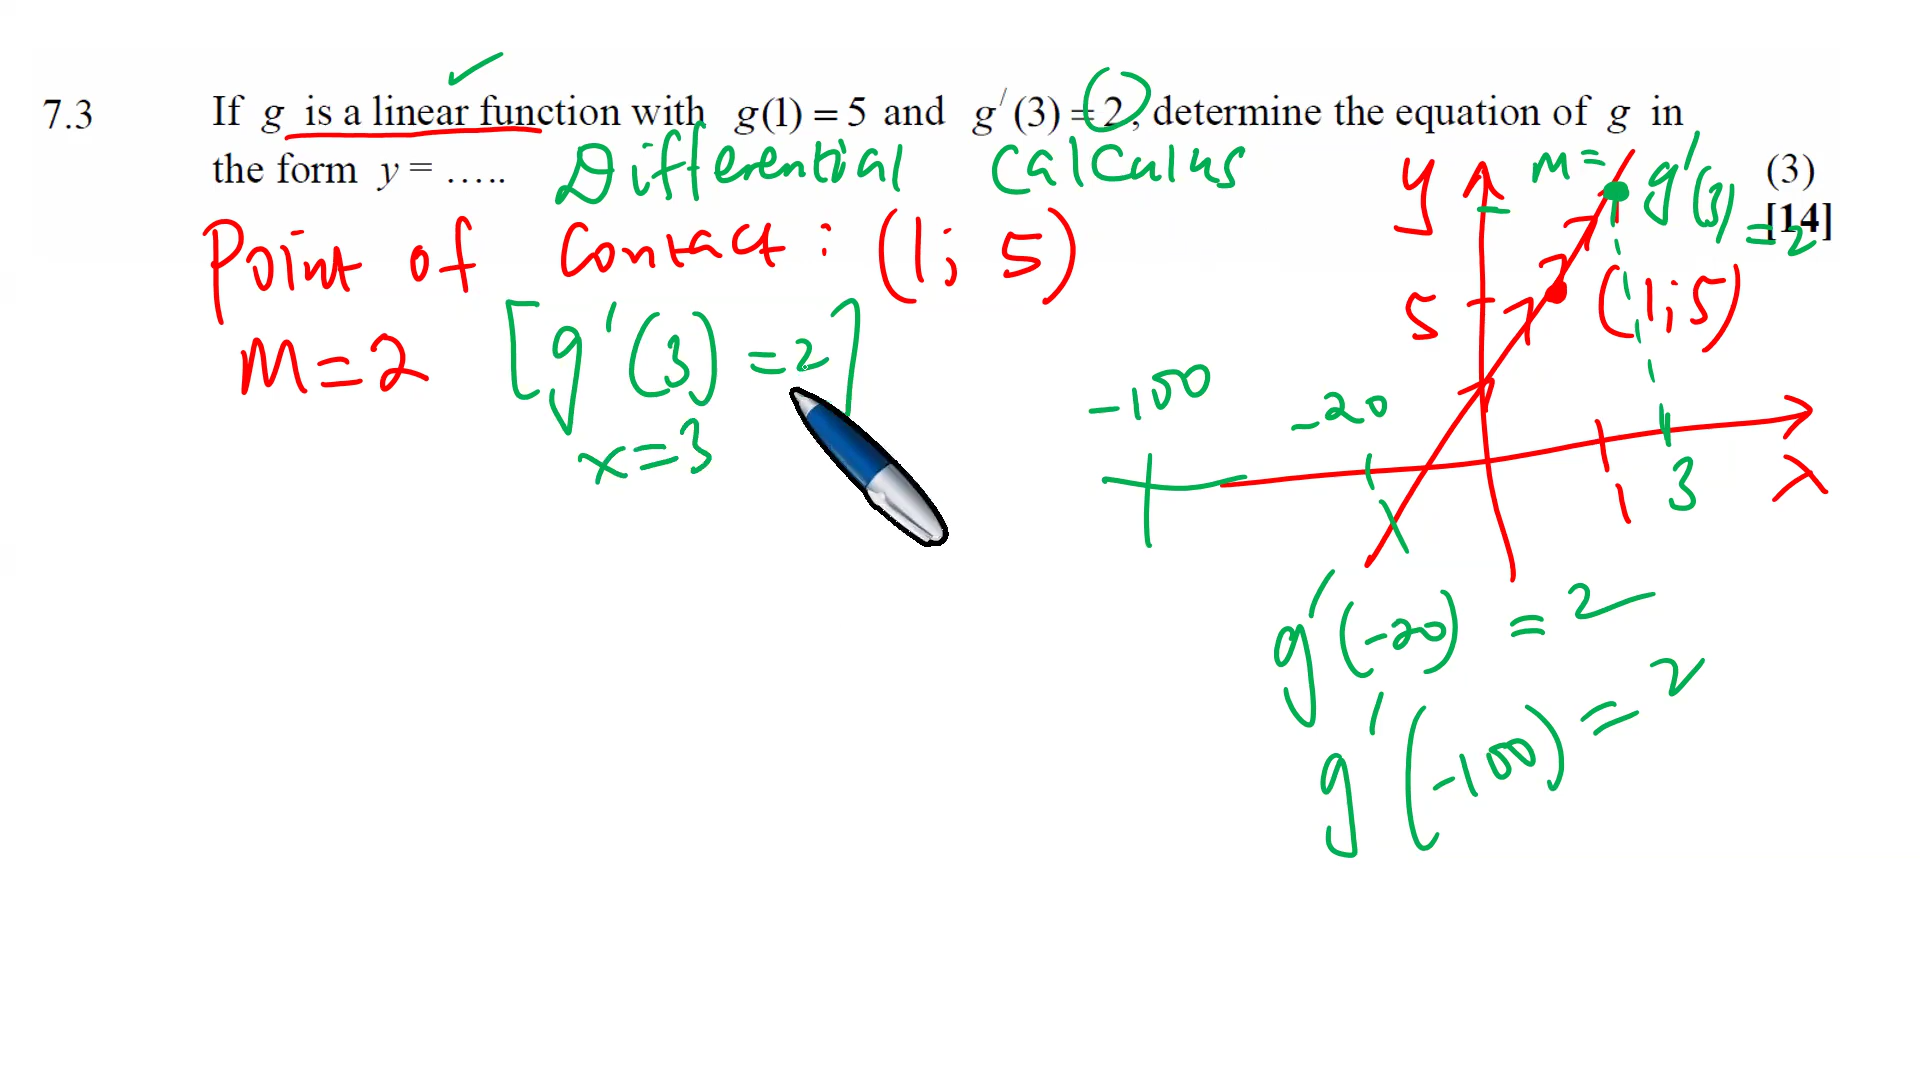 7.3 If g is a linear function with g(1) = 5 and g′(3) = 2, determine the equation of g in
the form y = ..... (3)
[14]
Differential Calculus
Point of Contact: (1; 5)
M = 2 [g′(3) = 2]
x = 3
y
m = g′(3) = 2
5
(1; 5)
-100
-20
1
3
x
g′(-20) = 2
g′(-100) = 2